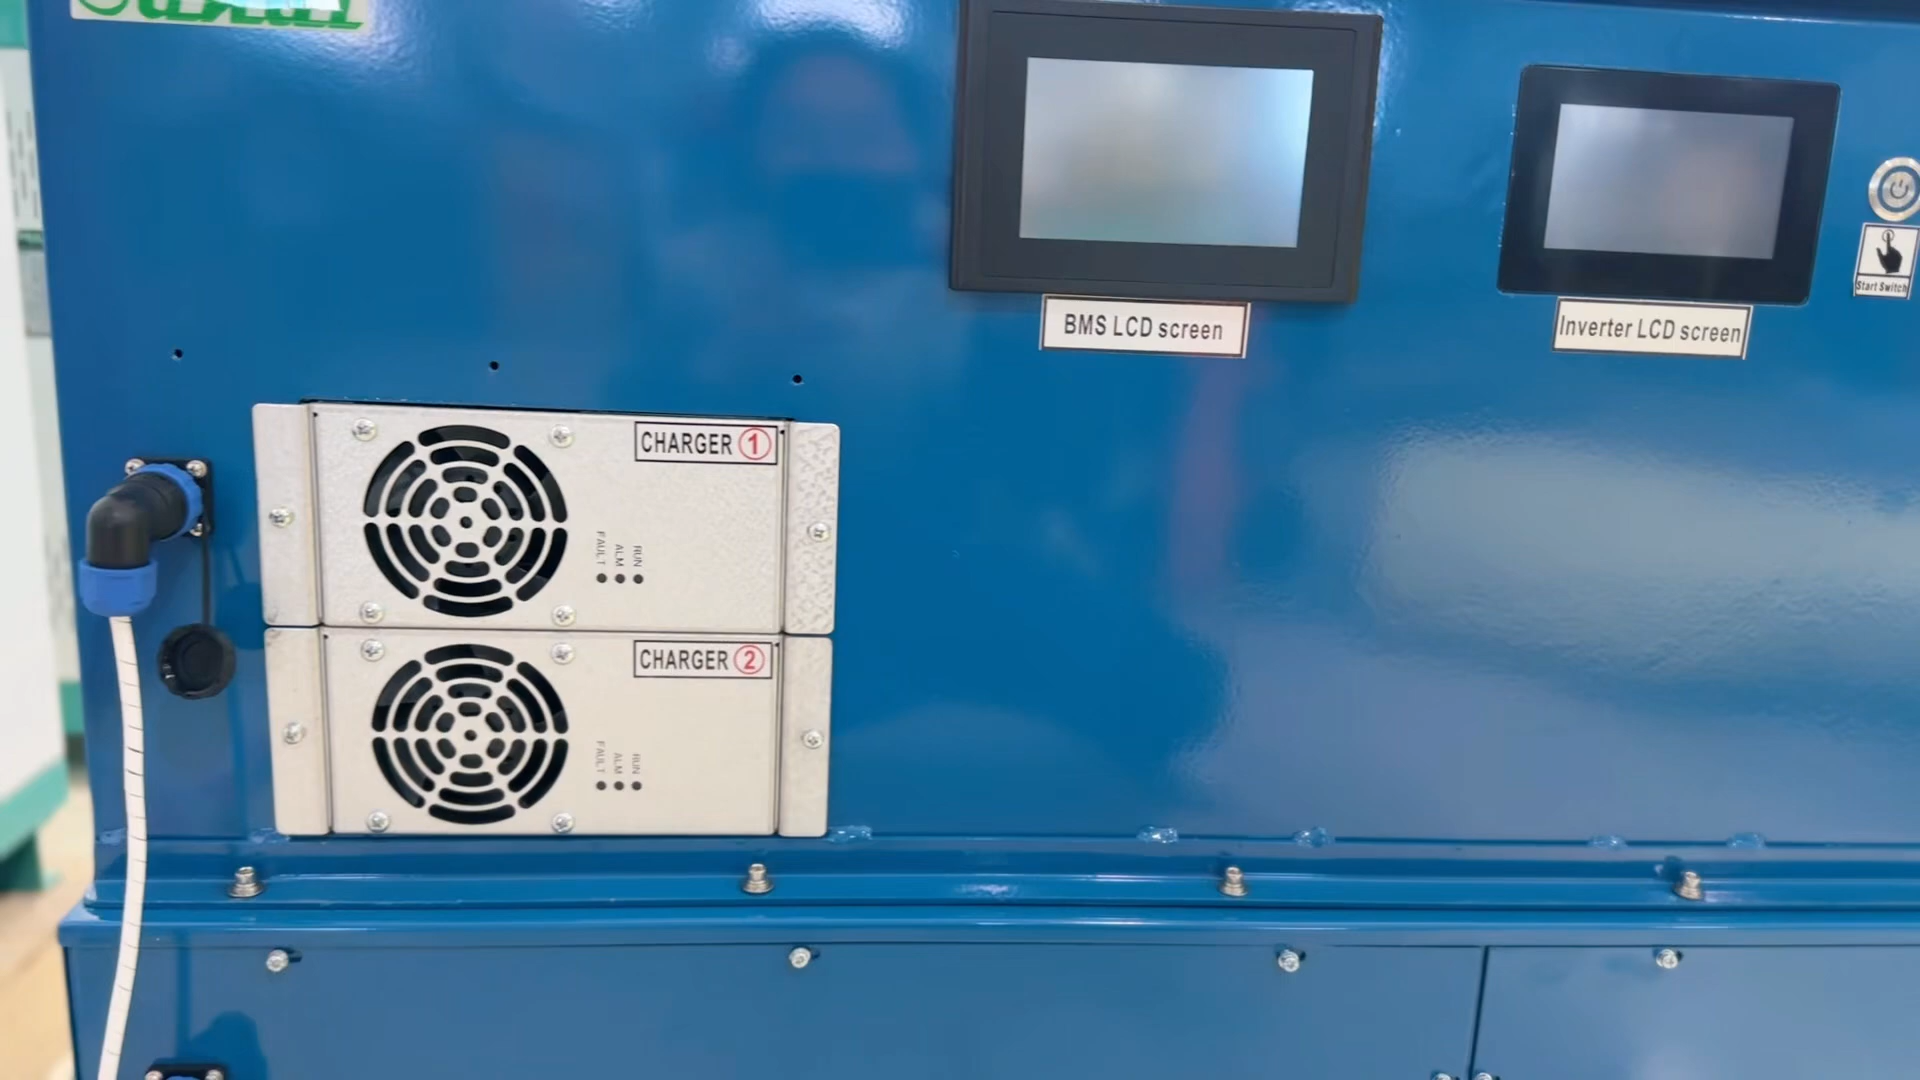 BMS LCD screen
Inverter LCD screen
Start Switch
CHARGER 1
FAULT
ALM
RUN
CHARGER 2
FAULT
ALM
RUN